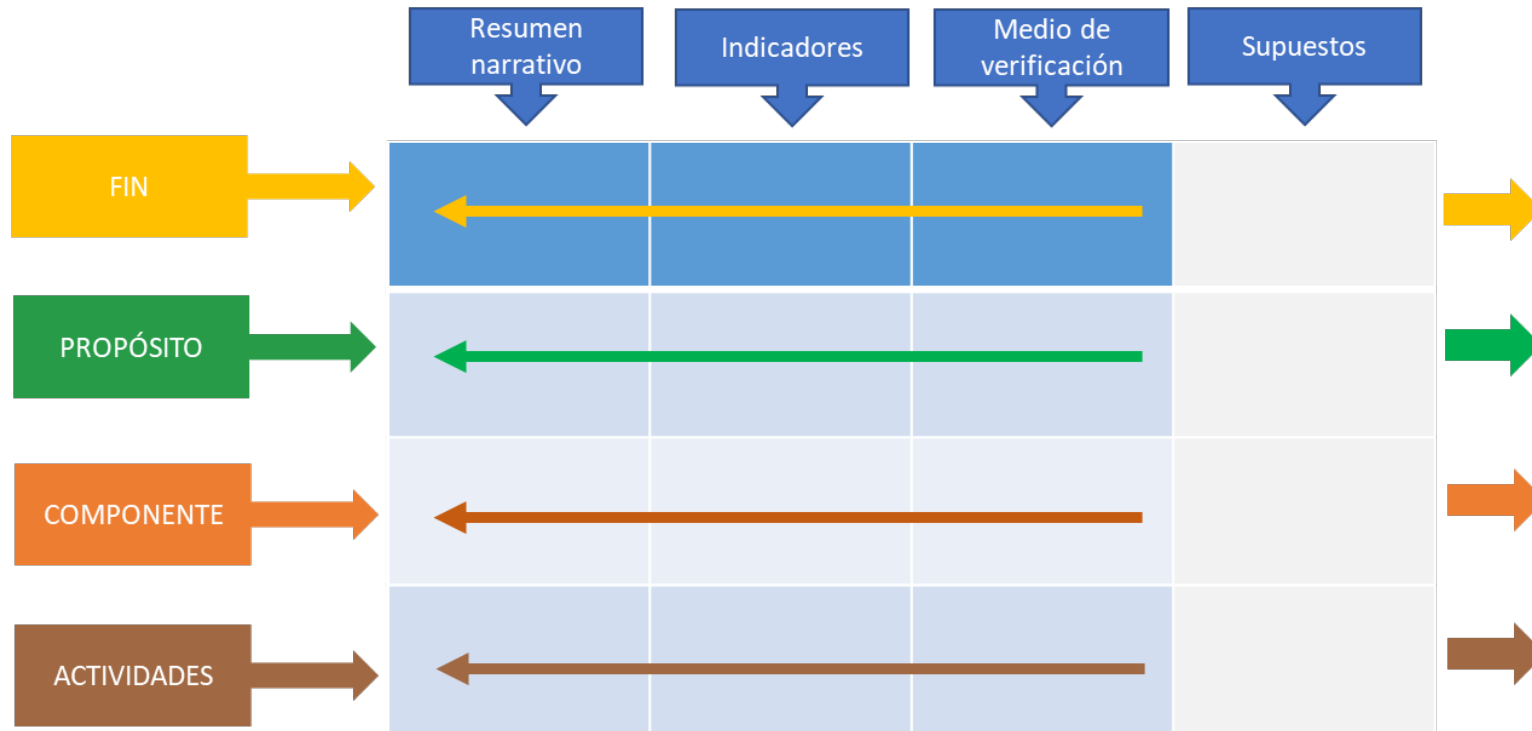 Resumen
narrativo
Indicadores
Medio de
verificación
Supuestos
FIN
PROPÓSITO
COMPONENTE
ACTIVIDADES